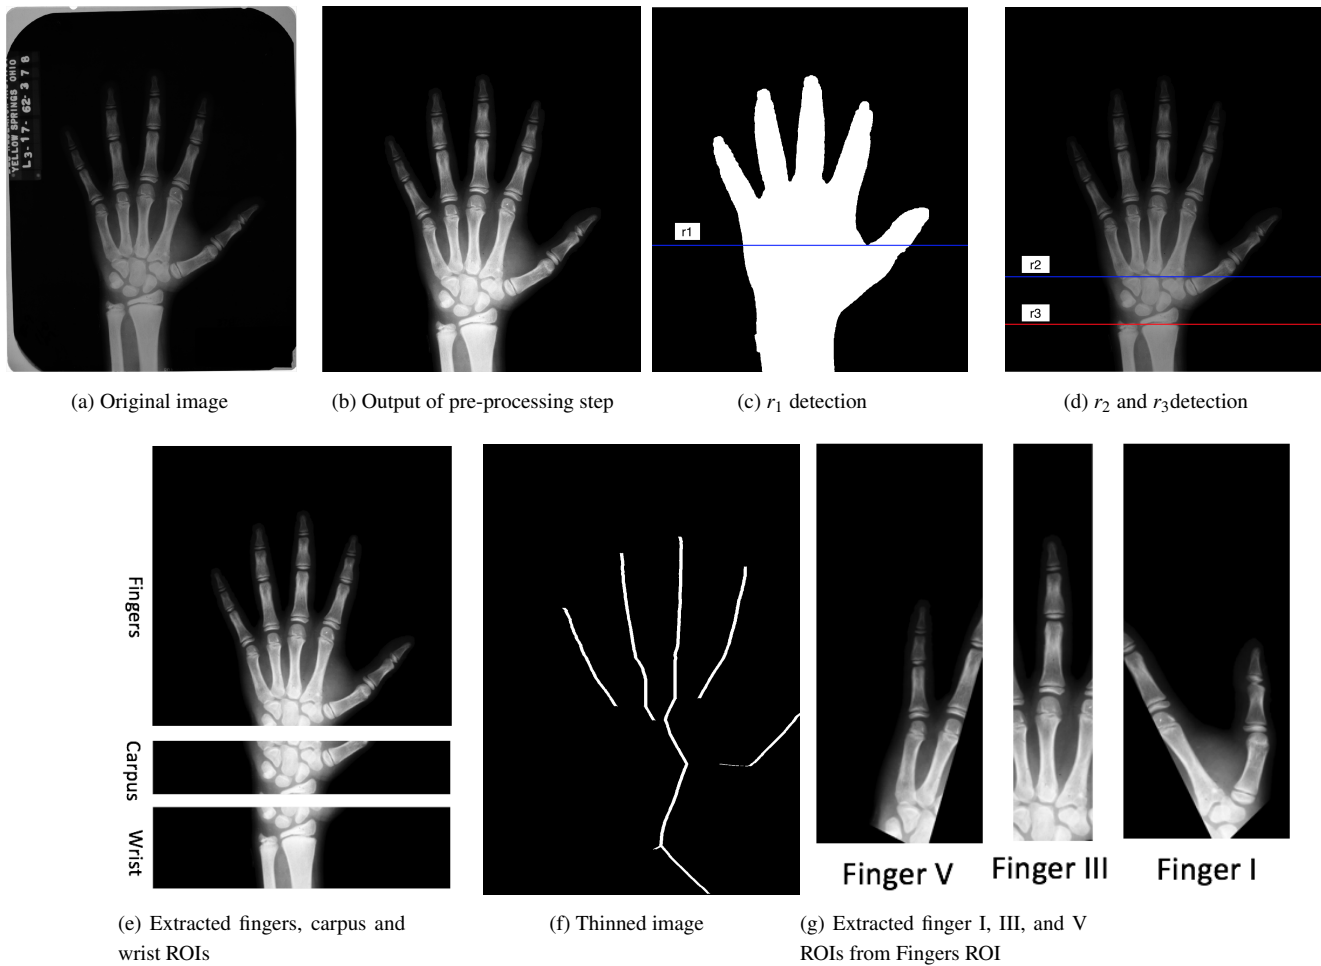 YELLOW SPRINGS OHIO
L3-17- 62- 3 7 8
r1
r2
r3
(a) Original image
(b) Output of pre-processing step
(c) r1 detection
(d) r2 and r3detection
Fingers
Carpus
Wrist
Finger V
Finger III
Finger I
(e) Extracted fingers, carpus and
wrist ROIs
(f) Thinned image
(g) Extracted finger I, III, and V
ROIs from Fingers ROI